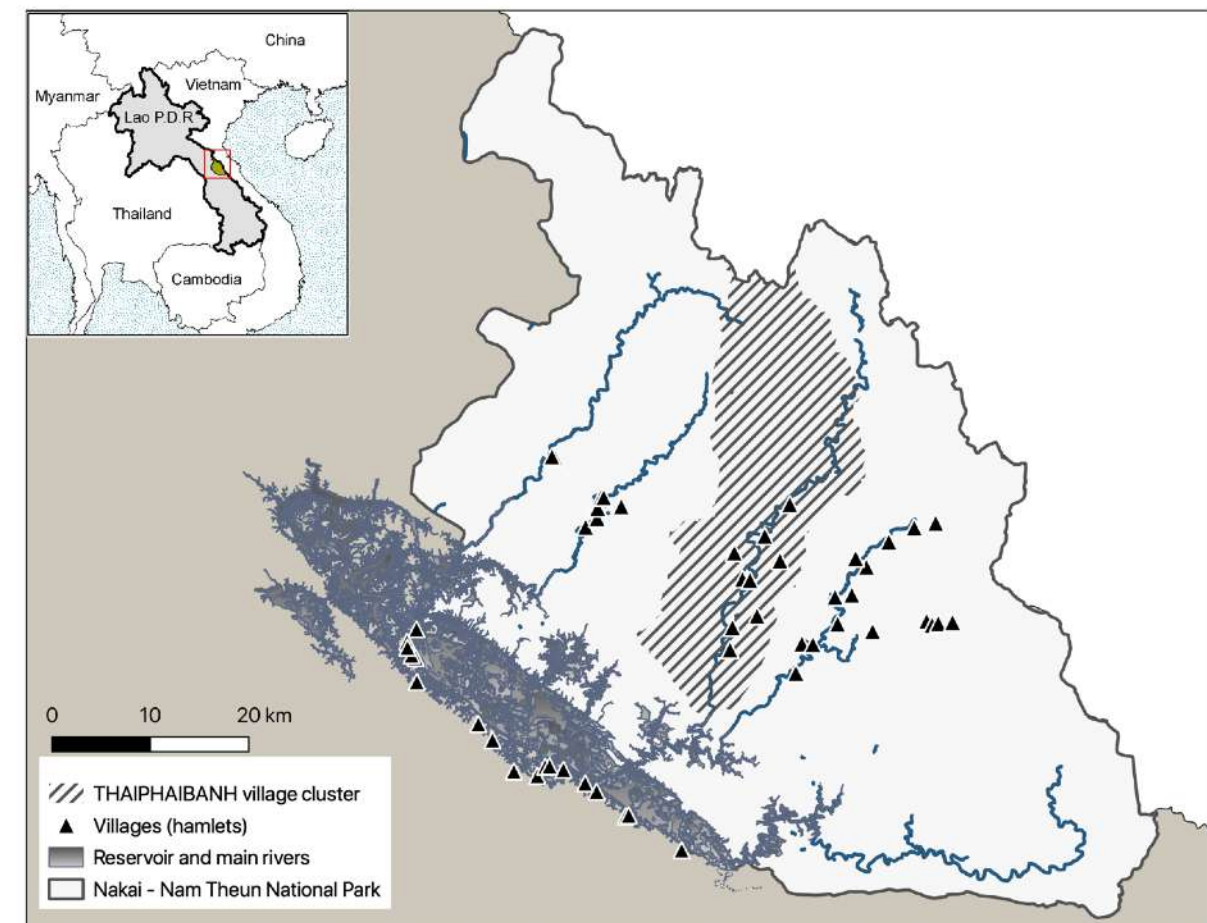 China
Vietnam
Myanmar
Lao P.D.R
Thailand
Cambodia
0 10 20 km
THAIPHAIBANH village cluster
Villages (hamlets)
Reservoir and main rivers
Nakai - Nam Theun National Park